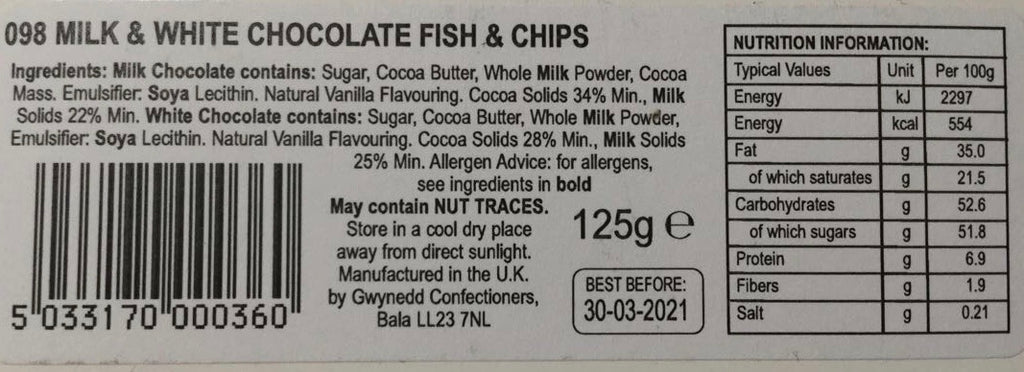 098 MILK & WHITE CHOCOLATE FISH & CHIPS
Ingredients: Milk Chocolate contains: Sugar, Cocoa Butter, Whole Milk Powder, Cocoa
Mass. Emulsifier: Soya Lecithin. Natural Vanilla Flavouring. Cocoa Solids 34% Min., Milk
Solids 22% Min. White Chocolate contains: Sugar, Cocoa Butter, Whole Milk Powder,
Emulsifier: Soya Lecithin. Natural Vanilla Flavouring. Cocoa Solids 28% Min., Milk Solids
25% Min. Allergen Advice: for allergens,
see ingredients in bold
May contain NUT TRACES.
Store in a cool dry place
away from direct sunlight.
Manufactured in the U.K.
by Gwynedd Confectioners,
Bala LL23 7NL
5 033170 000360
125g ℮
BEST BEFORE:
30-03-2021
NUTRITION INFORMATION:
Typical Values Unit Per 100g
Energy kJ 2297
Energy kcal 554
Fat g 35.0
of which saturates g 21.5
Carbohydrates g 52.6
of which sugars g 51.8
Protein g 6.9
Fibers g 1.9
Salt g 0.21